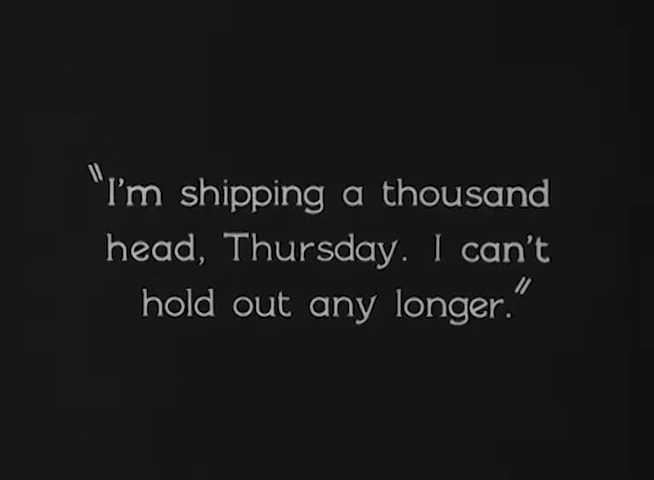 "I'm shipping a thousand
head, Thursday. I can't
hold out any longer."